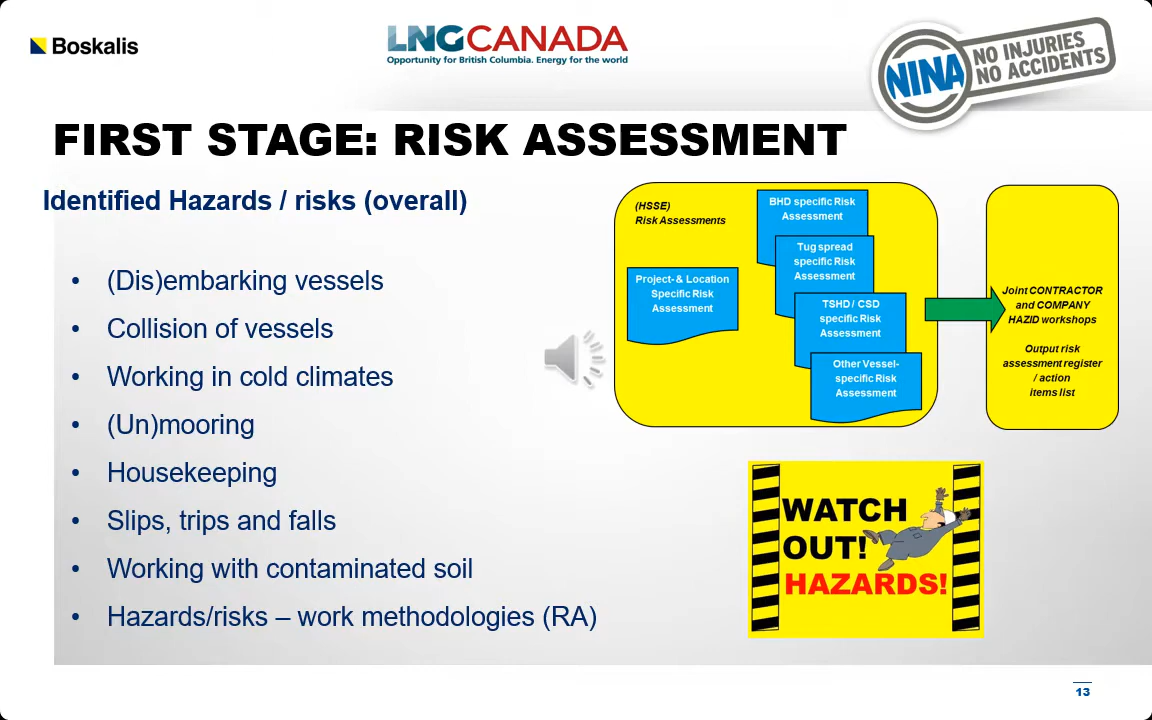 Boskalis
LNGCANADA
Opportunity for British Columbia. Energy for the world
NINA
NO INJURIES
NO ACCIDENTS
FIRST STAGE: RISK ASSESSMENT
Identified Hazards / risks (overall)
• (Dis)embarking vessels
• Collision of vessels
• Working in cold climates
• (Un)mooring
• Housekeeping
• Slips, trips and falls
• Working with contaminated soil
• Hazards/risks – work methodologies (RA)
(HSSE)
Risk Assessments
Project- & Location
Specific Risk
Assessment
BHD specific Risk
Assessment
Tug spread
specific Risk
Assessment
TSHD / CSD
specific Risk
Assessment
Other Vessel-
specific Risk
Assessment
Joint CONTRACTOR
and COMPANY
HAZID workshops
Output risk
assessment register
/ action
items list
WATCH
OUT!
HAZARDS!
13